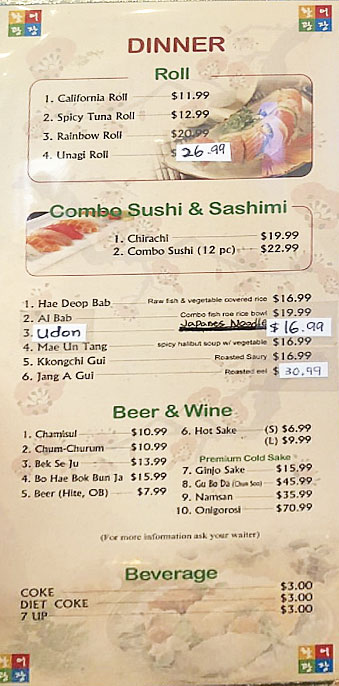 DINNER
Roll
1. California Roll $11.99
2. Spicy Tuna Roll $12.99
3. Rainbow Roll $20.99
4. Unagi Roll $ 26.99
Combo Sushi & Sashimi
1. Chirachi $19.99
2. Combo Sushi (12 pc) $22.99
1. Hae Deop Bab Raw fish & vegetable covered rice $16.99
2. Al Bab Combo fish roe rice bowl $19.99
3. Udon Japanes Noodle $16.99
4. Mae Un Tang spicy halibut soup w/ vegetable $16.99
5. Kkongchi Gui Roasted Saury $16.99
6. Jang A Gui Roasted eel $ 30.99
Beer & Wine
1. Chamisul $10.99
2. Chum-Churum $10.99
3. Bek Se Ju $13.99
4. Bo Hae Bok Bun Ja $15.99
5. Beer (Hite, OB) $7.99
6. Hot Sake (S) $6.99
(L) $9.99
Premium Cold Sake
7. Ginjo Sake $15.99
8. Gu Bo Da (Chun Soo) $45.99
9. Namsan $35.99
10. Onigorosi $70.99
(For more information ask your waiter)
Beverage
COKE $3.00
DIET COKE $3.00
7 UP $3.00